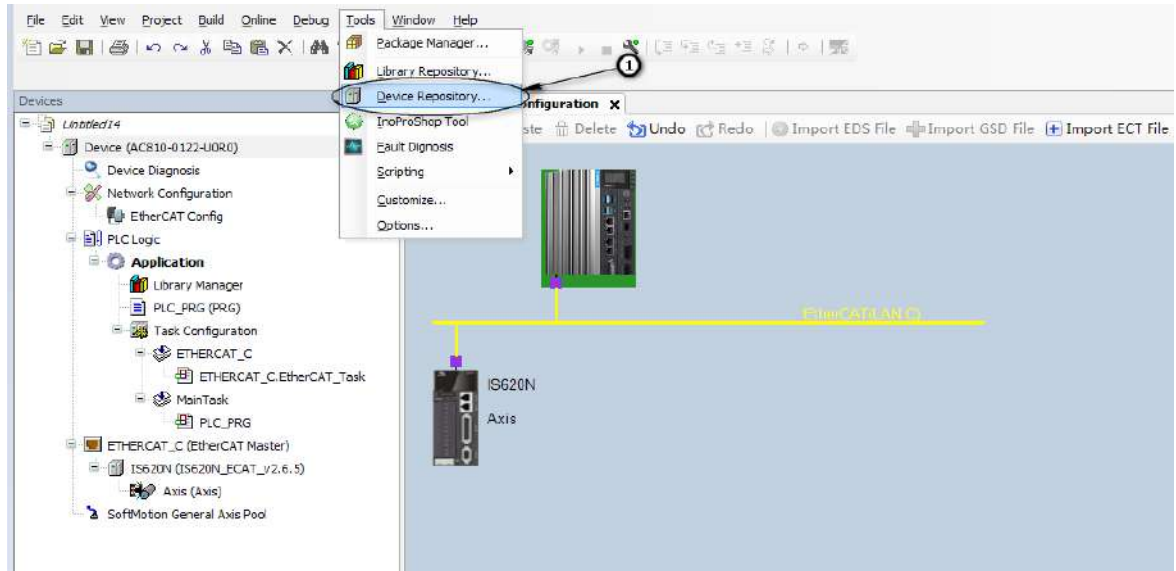 File Edit View Project Build Online Debug Tools Window Help
Package Manager...
Library Repository...
1
Device Repository...
InoProShop Tool
Fault Dignosis
Scripting
Customize...
Options...
Devices
Untitled14
Device (AC810-0122-U0R0)
Device Diagnosis
Network Configuration
EtherCAT Config
PLC Logic
Application
Library Manager
PLC_PRG (PRG)
Task Configuration
ETHERCAT_C
ETHERCAT_C.EtherCAT_Task
MainTask
PLC_PRG
ETHERCAT_C (EtherCAT Master)
IS620N (IS620N_ECAT_v2.6.5)
Axis (Axis)
SoftMotion General Axis Pool
nfiguration X
ste Delete Undo Redo Import EDS File Import GSD File Import ECT File
EtherCAT(LAN C)
IS620N
Axis